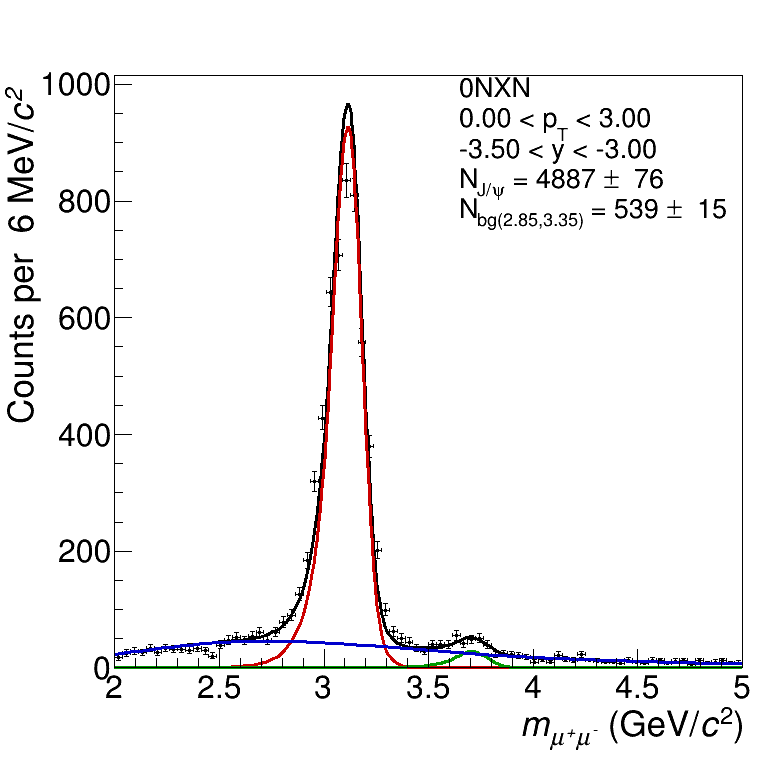 0NXN
0.00 < p_T < 3.00
-3.50 < y < -3.00
N_J/ψ = 4887 ± 76
N_bg(2.85,3.35) = 539 ± 15
Counts per 6 MeV/c²
1000
800
600
400
200
0
2 2.5 3 3.5 4 4.5 5
m_μ⁺μ⁻ (GeV/c²)